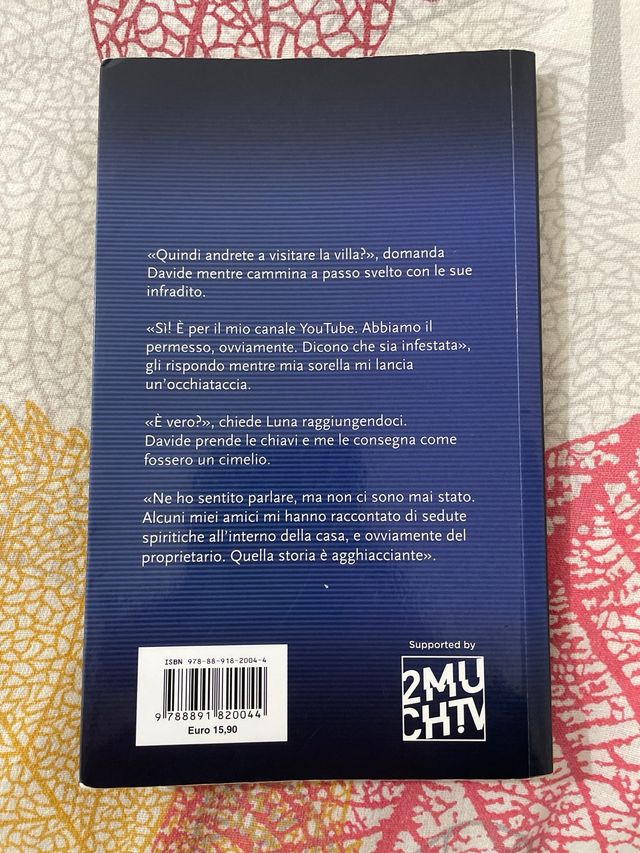 «Quindi andrete a visitare la villa?», domanda
Davide mentre cammina a passo svelto con le sue
infradito.
«Sì! È per il mio canale YouTube. Abbiamo il
permesso, ovviamente. Dicono che sia infestata»,
gli rispondo mentre mia sorella mi lancia
un'occhiataccia.
«È vero?», chiede Luna raggiungendoci.
Davide prende le chiavi e me le consegna come
fossero un cimelio.
«Ne ho sentito parlare, ma non ci sono mai stato.
Alcuni miei amici mi hanno raccontato di sedute
spiritiche all'interno della casa, e ovviamente del
proprietario. Quella storia è agghiacciante».
ISBN 978-88-918-2004-4
9 788891 820044
Euro 15,90
Supported by
2MU
CH!TV